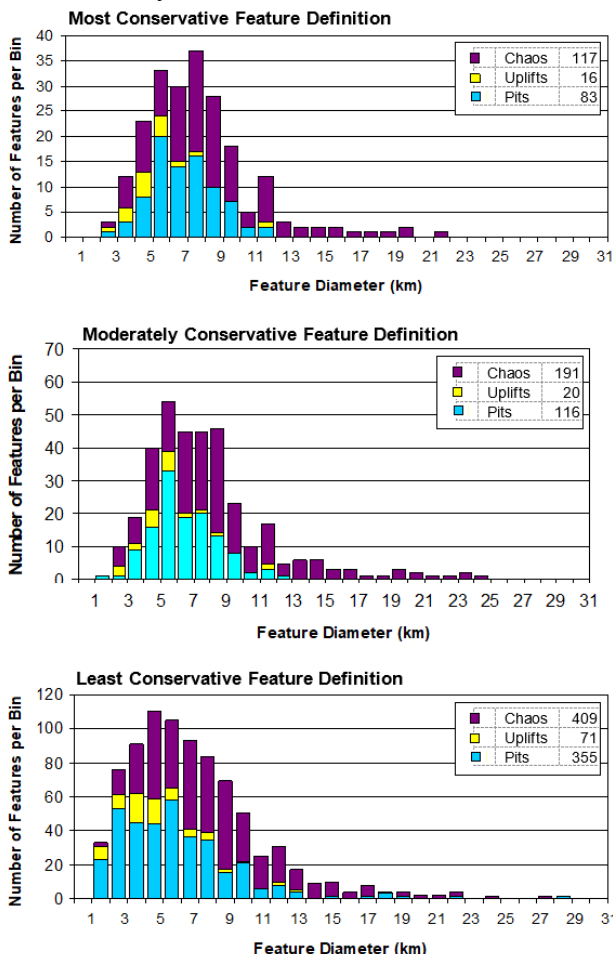 Most Conservative Feature Definition
Number of Features per Bin
40
35
30
25
20
15
10
5
0
Chaos 117
Uplifts 16
Pits 83
1 3 5 7 9 11 13 15 17 19 21 23 25 27 29 31
Feature Diameter (km)
Moderately Conservative Feature Definition
Number of Features per Bin
70
60
50
40
30
20
10
0
Chaos 191
Uplifts 20
Pits 116
1 3 5 7 9 11 13 15 17 19 21 23 25 27 29 31
Feature Diameter (km)
Least Conservative Feature Definition
Number of Features per Bin
120
100
80
60
40
20
0
Chaos 409
Uplifts 71
Pits 355
1 3 5 7 9 11 13 15 17 19 21 23 25 27 29 31
Feature Diameter (km)